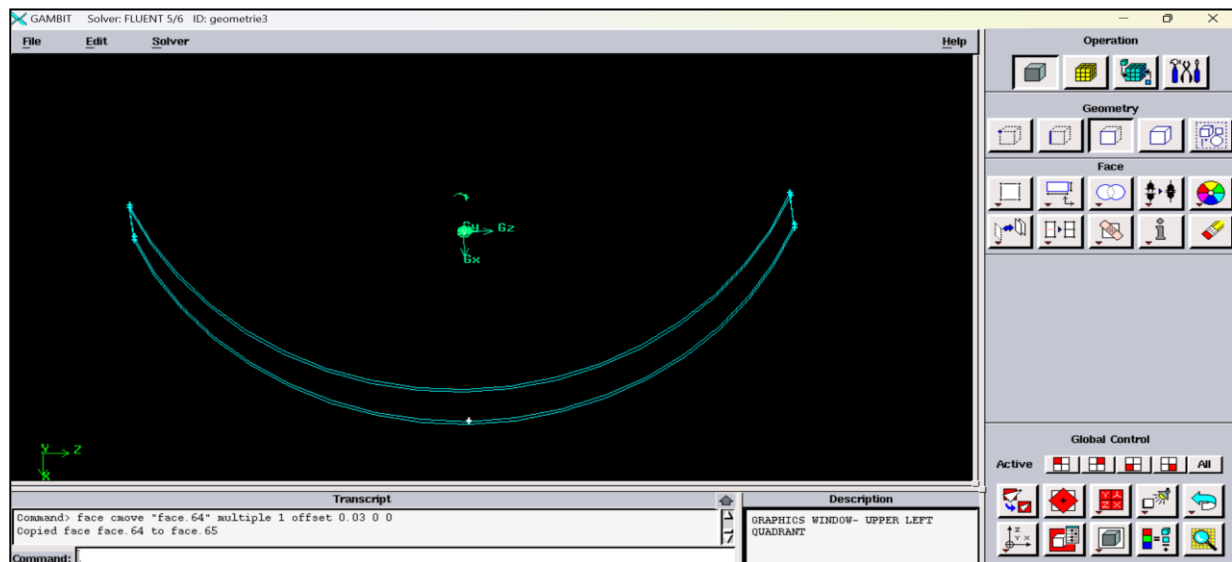 GAMBIT Solver: FLUENT 5/6 ID: geometrie3
File Edit Solver Help
Operation
Geometry
Face
Gy Gz
Gx
Y Z
X
Global Control
Active All
Transcript
Command> face cmove "face.64" multiple 1 offset 0.03 0 0
Copied face face.64 to face.65
Command:
Description
GRAPHICS WINDOW- UPPER LEFT
QUADRANT